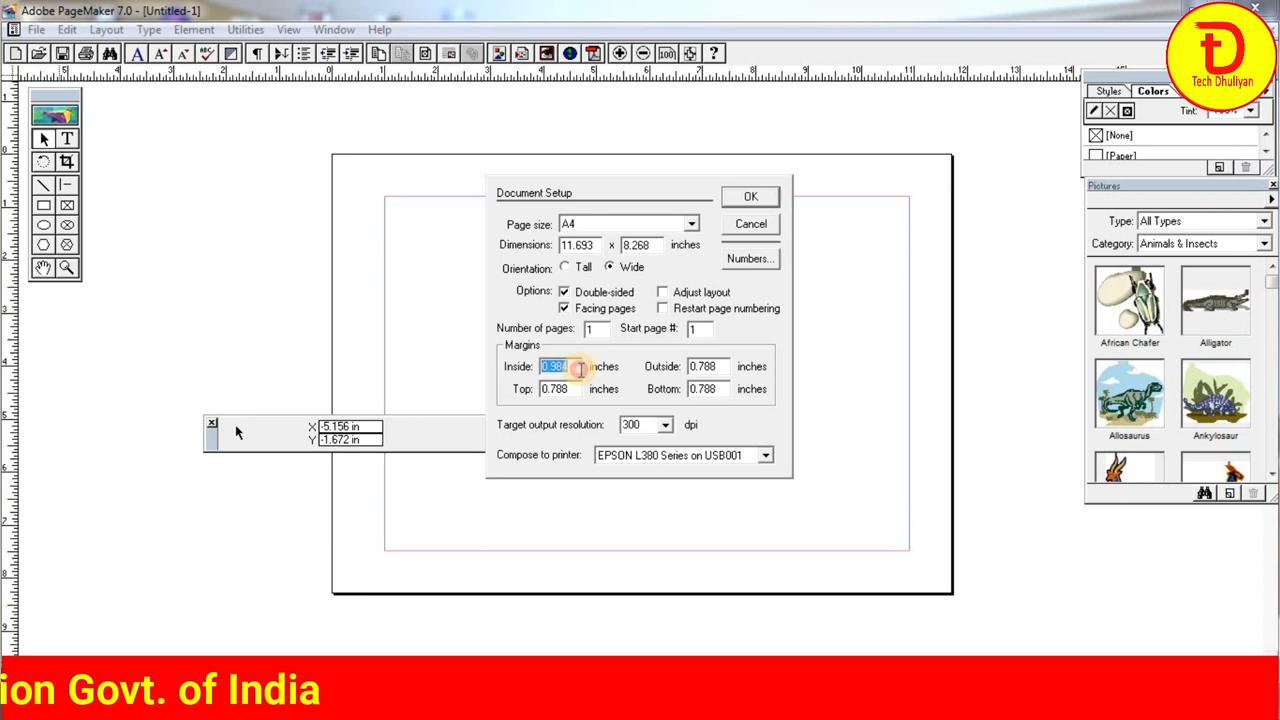 Adobe PageMaker 7.0 - [Untitled-1]
File Edit Layout Type Element Utilities View Window Help
Tech Dhuliyan
Styles Colors
Tint:
[None]
[Paper]
Pictures
Type: All Types
Category: Animals & Insects
African Chafer Alligator
Allosaurus Ankylosaur
Document Setup
OK
Page size: A4
Cancel
Dimensions: 11.693 x 8.268 inches
Numbers...
Orientation: Tall Wide
Options: Double-sided Adjust layout
Facing pages Restart page numbering
Number of pages: 1 Start page #: 1
Margins
Inside: 0.984 inches Outside: 0.788 inches
Top: 0.788 inches Bottom: 0.788 inches
Target output resolution: 300 dpi
Compose to printer: EPSON L380 Series on USB001
X -5.156 in
Y -1.672 in
ion Govt. of India